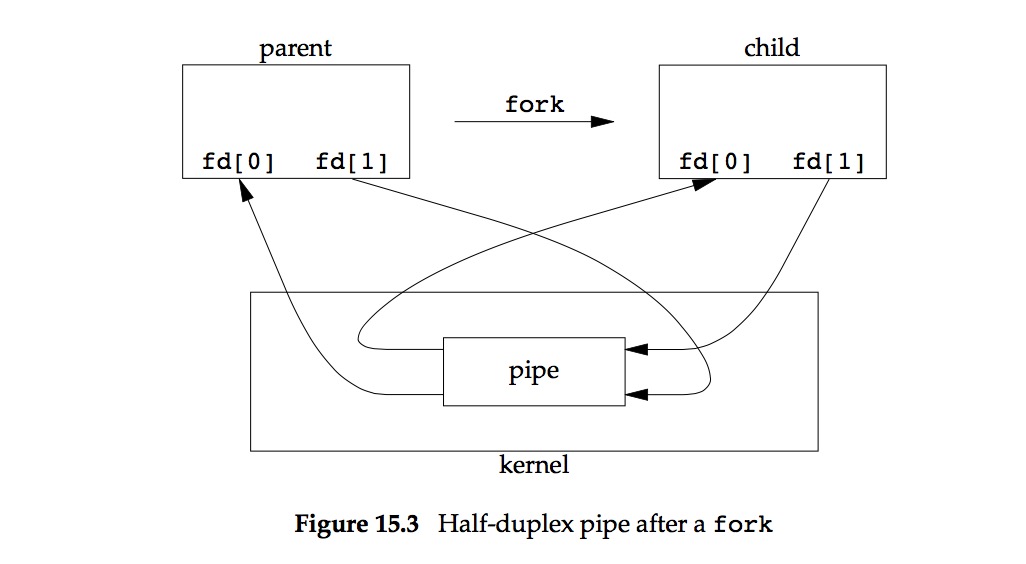 parent
child
fork
fd[0] fd[1]
fd[0] fd[1]
pipe
kernel
Figure 15.3 Half-duplex pipe after a fork